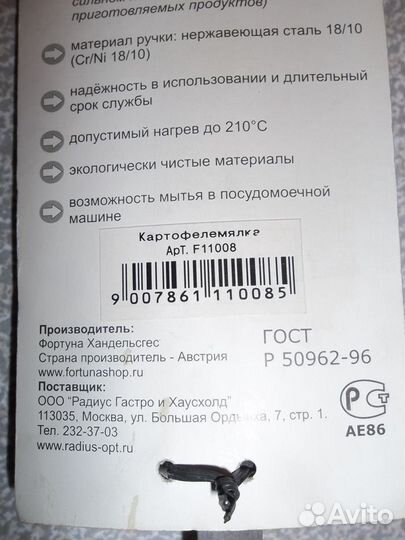 приготовляемых продуктов)
материал ручки: нержавеющая сталь 18/10
(Cr/Ni 18/10)
надёжность в использовании и длительный
срок службы
допустимый нагрев до 210°C
экологически чистые материалы
возможность мытья в посудомоечной
машине
Картофелемялка
Арт. F11008
9 007861 110085
Производитель:
Фортуна Хандельсгес
Страна производитель - Австрия
www.fortunashop.ru
ГОСТ
Р 50962-96
Поставщик:
ООО "Радиус Гастро и Хаусхолд"
113035, Москва, ул. Большая Ордынка, 7, стр. 1.
Тел. 232-37-03
www.radius-opt.ru
РСТ
АЕ86
Avito